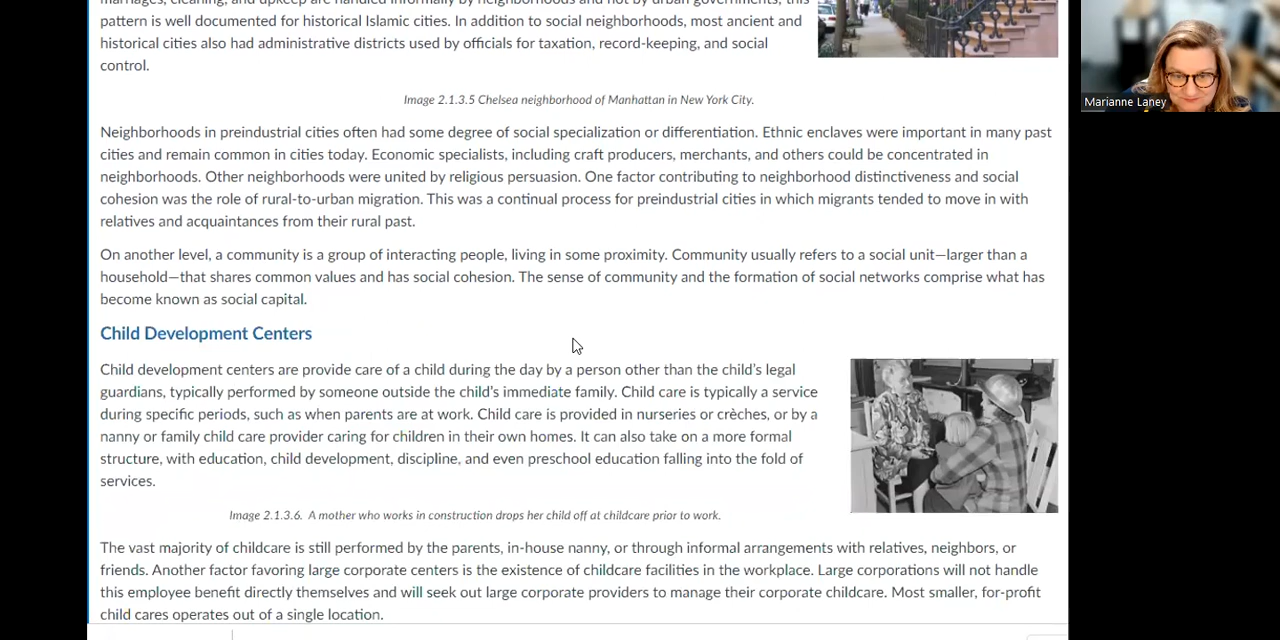 marriages, cleaning, and upkeep are handled informally by neighborhoods and not by urban governments; this
pattern is well documented for historical Islamic cities. In addition to social neighborhoods, most ancient and
historical cities also had administrative districts used by officials for taxation, record-keeping, and social
control.
Image 2.1.3.5 Chelsea neighborhood of Manhattan in New York City.
Neighborhoods in preindustrial cities often had some degree of social specialization or differentiation. Ethnic enclaves were important in many past
cities and remain common in cities today. Economic specialists, including craft producers, merchants, and others could be concentrated in
neighborhoods. Other neighborhoods were united by religious persuasion. One factor contributing to neighborhood distinctiveness and social
cohesion was the role of rural-to-urban migration. This was a continual process for preindustrial cities in which migrants tended to move in with
relatives and acquaintances from their rural past.
On another level, a community is a group of interacting people, living in some proximity. Community usually refers to a social unit—larger than a
household—that shares common values and has social cohesion. The sense of community and the formation of social networks comprise what has
become known as social capital.
Child Development Centers
Child development centers are provide care of a child during the day by a person other than the child's legal
guardians, typically performed by someone outside the child's immediate family. Child care is typically a service
during specific periods, such as when parents are at work. Child care is provided in nurseries or crèches, or by a
nanny or family child care provider caring for children in their own homes. It can also take on a more formal
structure, with education, child development, discipline, and even preschool education falling into the fold of
services.
Image 2.1.3.6. A mother who works in construction drops her child off at childcare prior to work.
The vast majority of childcare is still performed by the parents, in-house nanny, or through informal arrangements with relatives, neighbors, or
friends. Another factor favoring large corporate centers is the existence of childcare facilities in the workplace. Large corporations will not handle
this employee benefit directly themselves and will seek out large corporate providers to manage their corporate childcare. Most smaller, for-profit
child cares operates out of a single location.
Marianne Laney